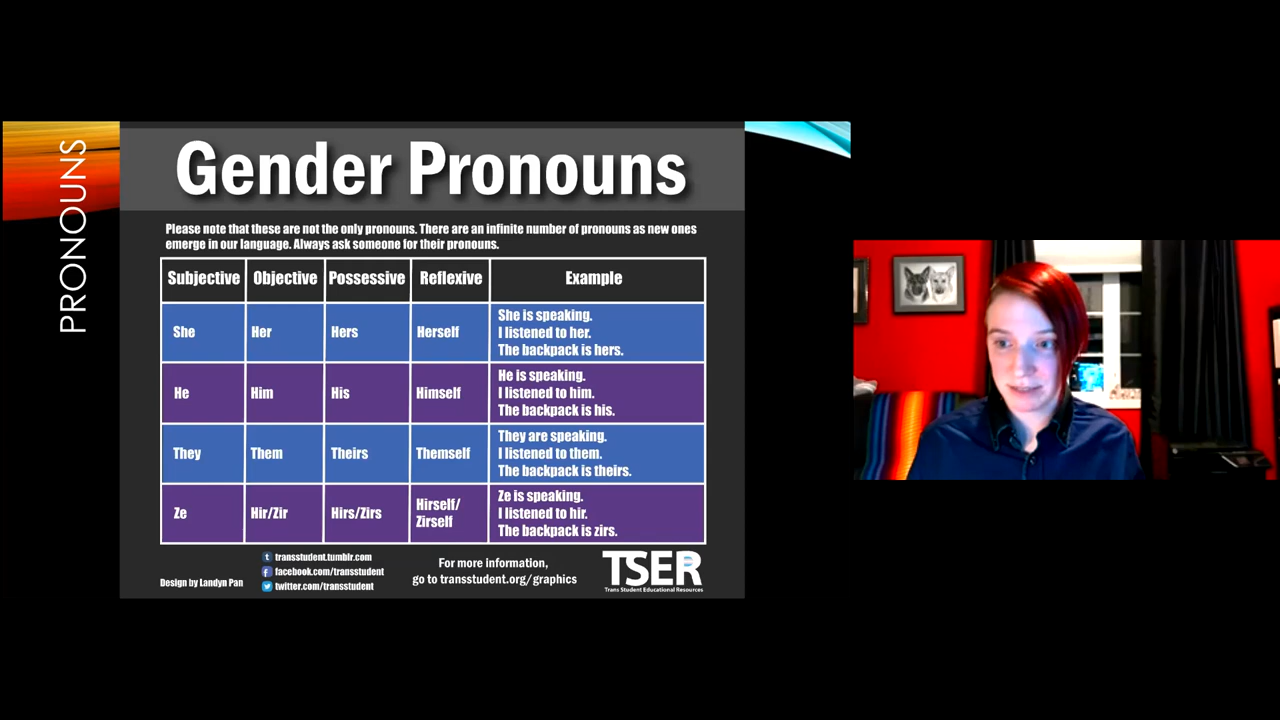 PRONOUNS
Gender Pronouns
Please note that these are not the only pronouns. There are an infinite number of pronouns as new ones
emerge in our language. Always ask someone for their pronouns.
Subjective Objective Possessive Reflexive Example
She Her Hers Herself
She is speaking.
I listened to her.
The backpack is hers.
He Him His Himself
He is speaking.
I listened to him.
The backpack is his.
They Them Theirs Themself
They are speaking.
I listened to them.
The backpack is theirs.
Ze Hir/Zir Hirs/Zirs
Hirself/
Zirself
Ze is speaking.
I listened to hir.
The backpack is zirs.
Design by Landyn Pan
transstudent.tumblr.com
facebook.com/transstudent
twitter.com/transstudent
For more information,
go to transstudent.org/graphics
TSER
Trans Student Educational Resources